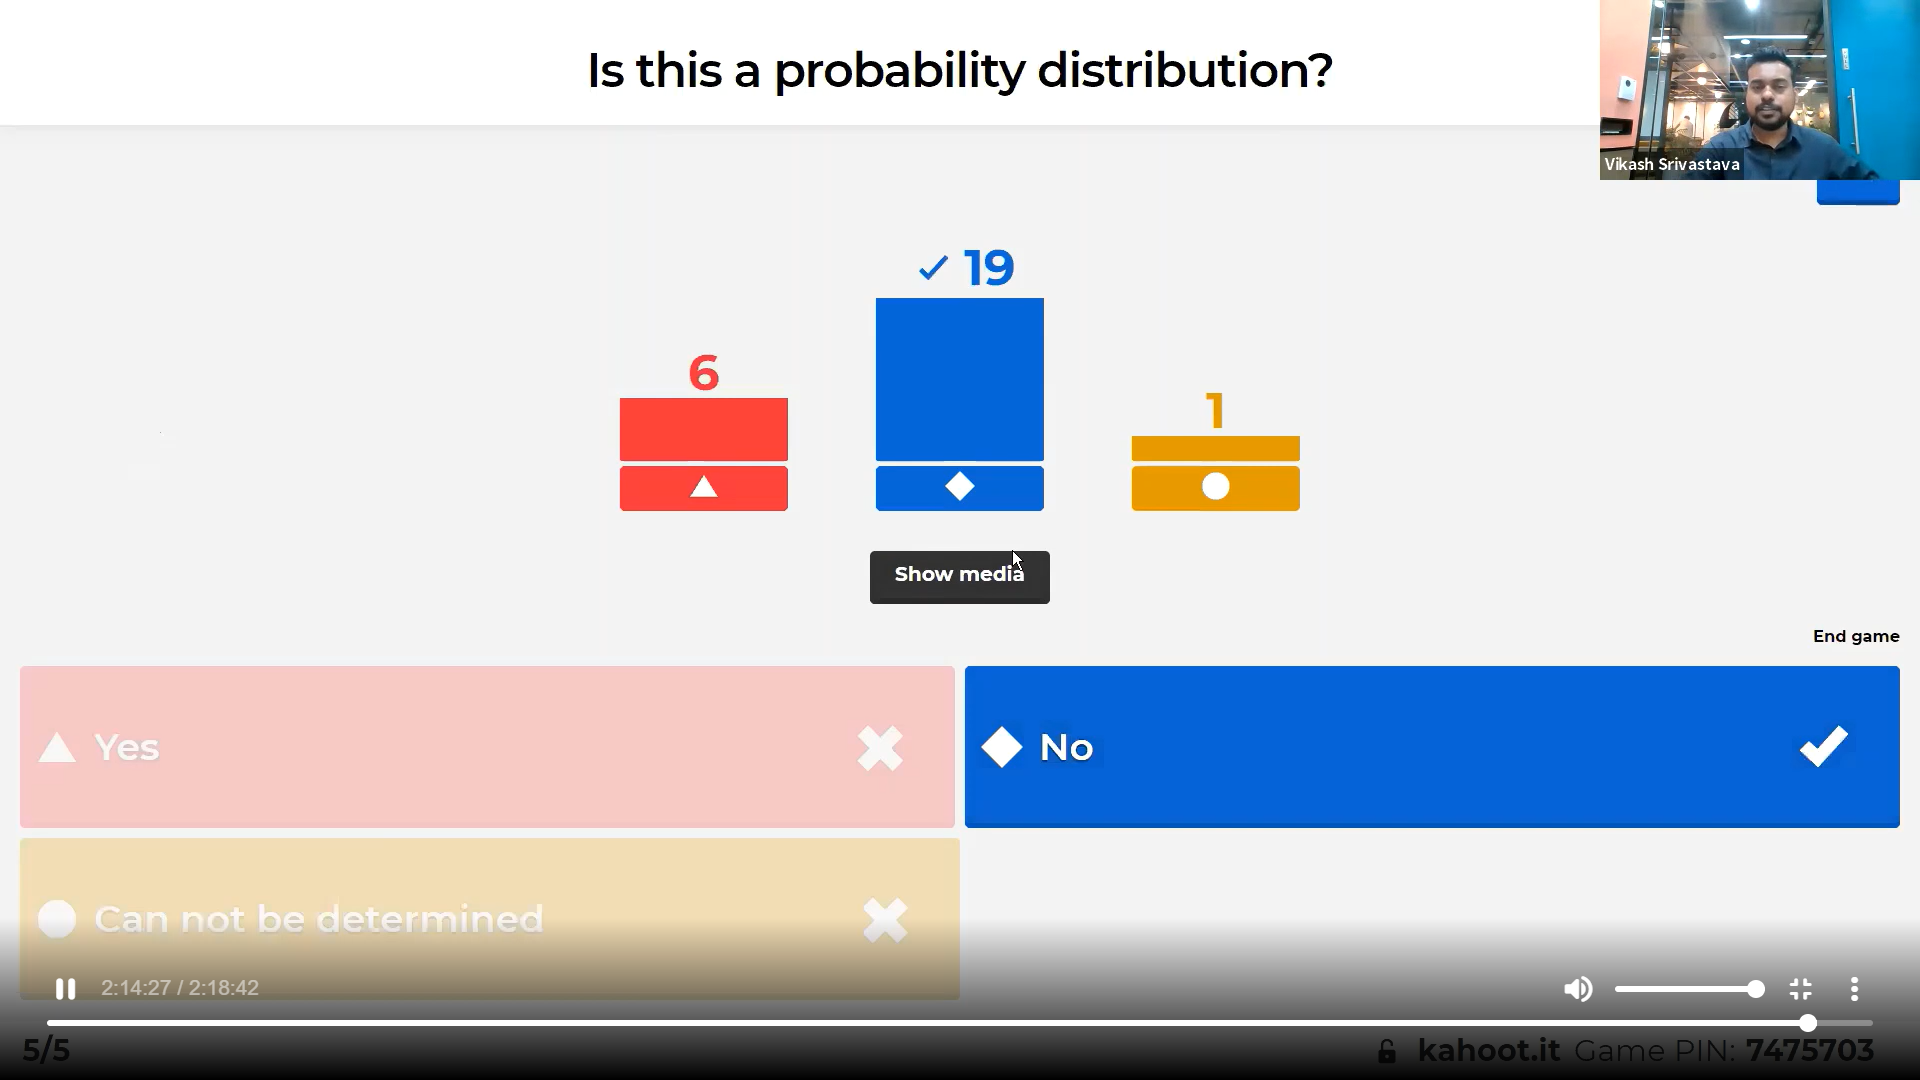 Is this a probability distribution?
Vikash Srivastava
19
6
1
Show media
End game
Yes
No
Can not be determined
2:14:27 / 2:18:42
5/5
kahoot.it Game PIN: 7475703